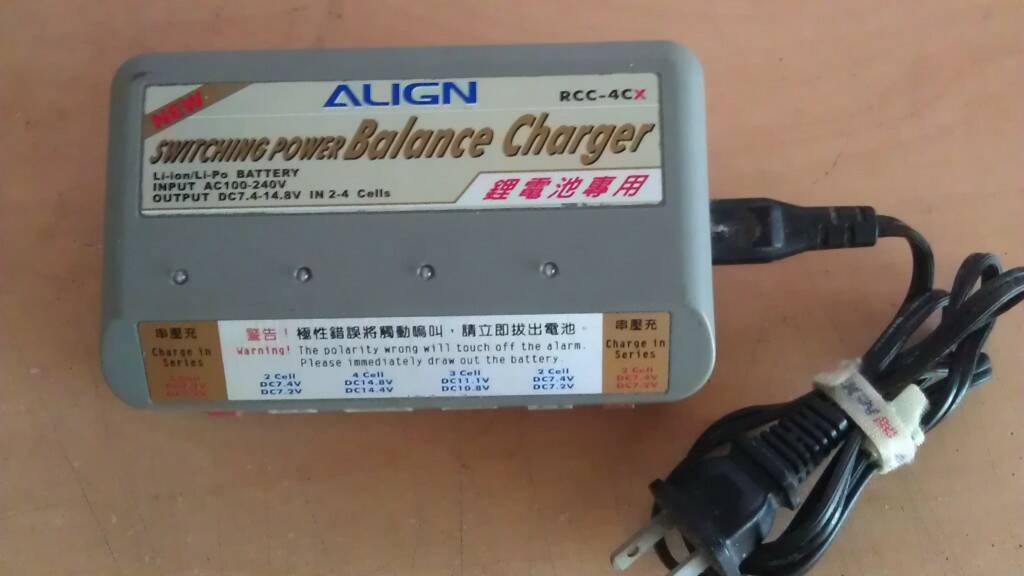 NEW
ALIGN
RCC-4CX
SWITCHING POWER Balance Charger
Li-ion/Li-Po BATTERY
INPUT AC100-240V
OUTPUT DC7.4-14.8V IN 2-4 Cells
鋰電池專用
串壓充
Charge in
Series
警告！極性錯誤將觸動鳴叫，請立即拔出電池。
Warning! The polarity wrong will touch off the alarm.
Please immediately draw out the battery.
2 Cell
DC7.4V
DC7.2V
4 Cell
DC14.8V
DC14.4V
3 Cell
DC11.1V
DC10.8V
2 Cell
DC7.4V
DC7.2V
串壓充
Charge in
Series
2 Cell
DC7.4V
DC7.2V